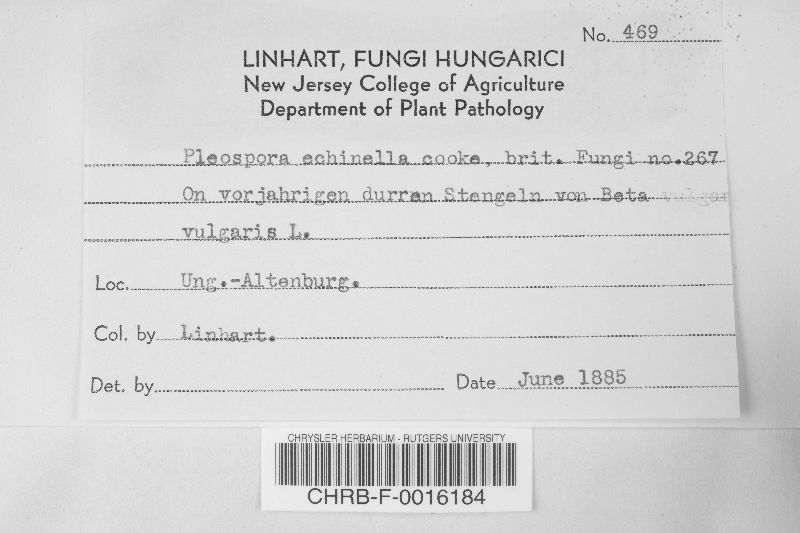 No. 469
LINHART, FUNGI HUNGARICI
New Jersey College of Agriculture
Department of Plant Pathology
Pleospora echinella cooke, brit. Fungi no.267
On vorjahrigen durren Stengeln von Beta vulgar
vulgaris L.
Loc. Ung.-Altenburg.
Col. by Linhart.
Det. by Date June 1885
CHRYSLER HERBARIUM - RUTGERS UNIVERSITY
CHRB-F-0016184